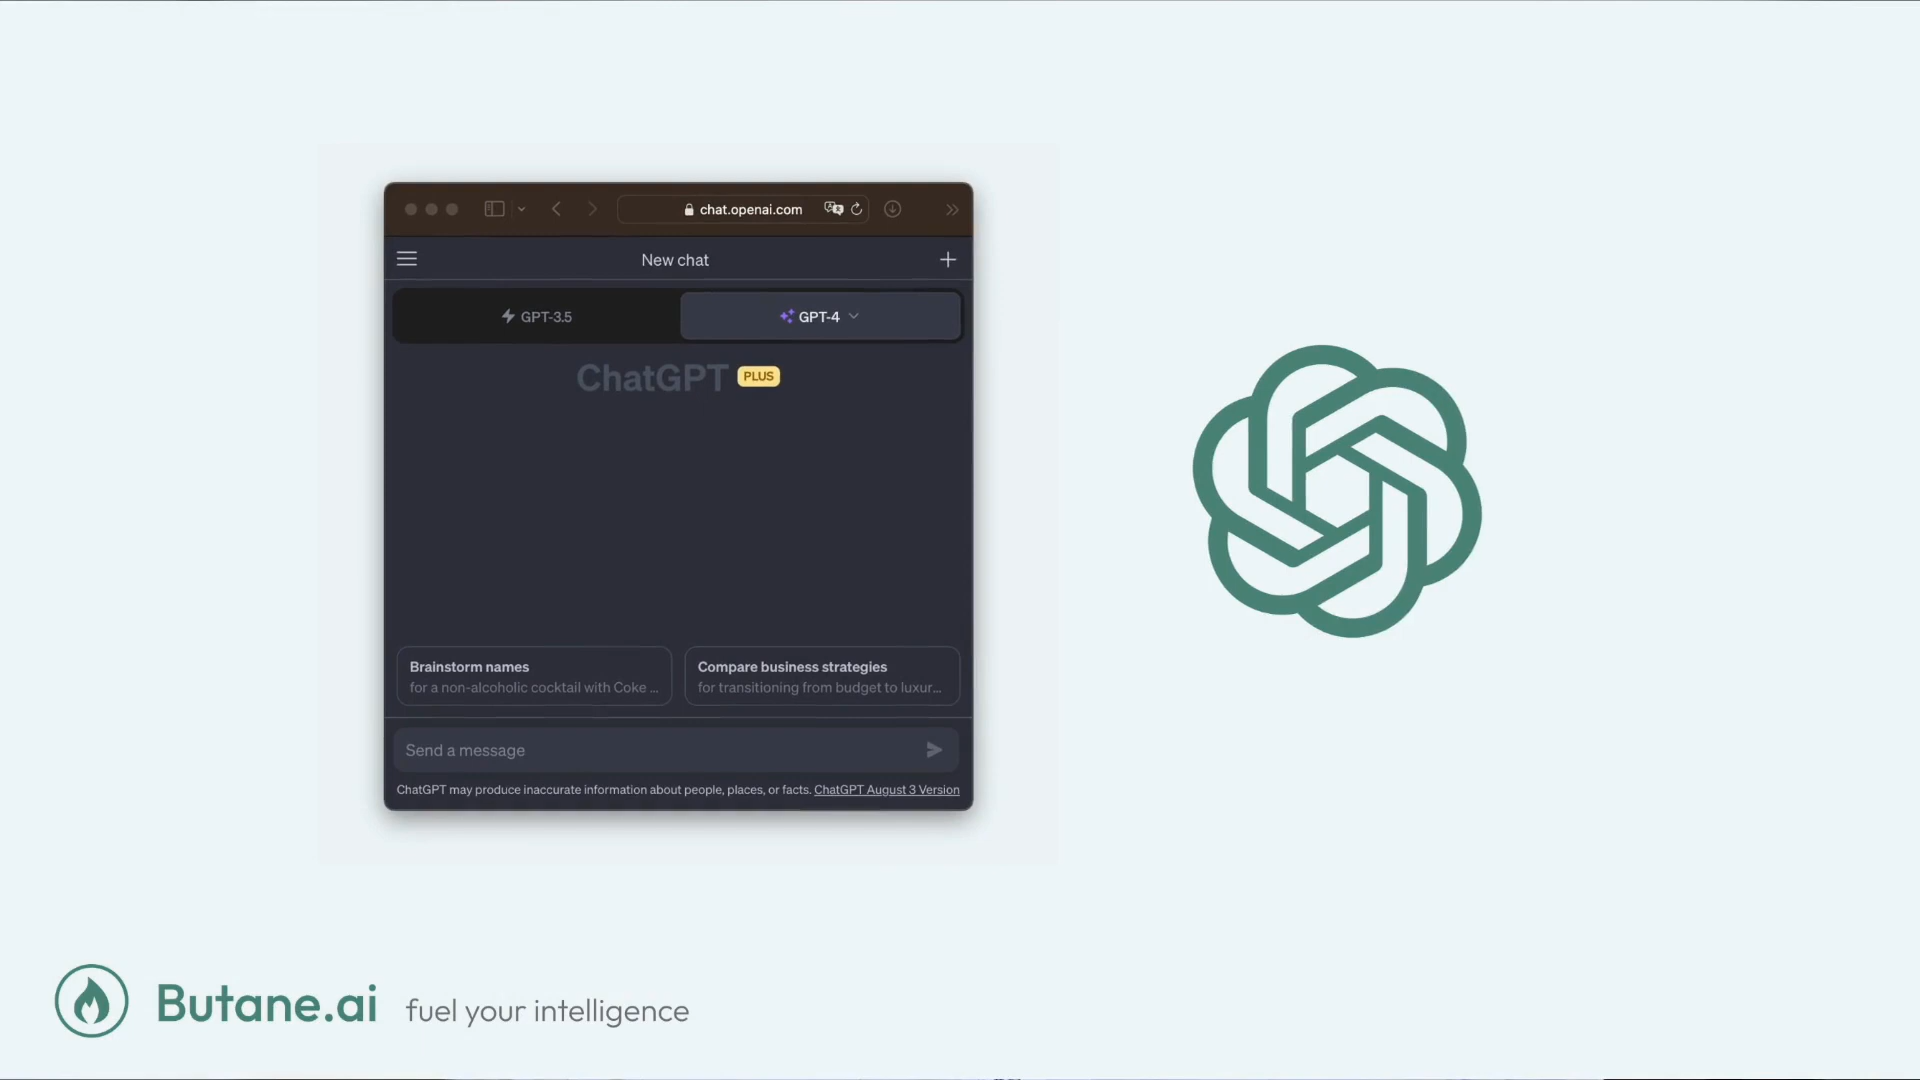 chat.openai.com
New chat
GPT-3.5
GPT-4
ChatGPT PLUS
Brainstorm names
for a non-alcoholic cocktail with Coke ...
Compare business strategies
for transitioning from budget to luxur...
Send a message
ChatGPT may produce inaccurate information about people, places, or facts. ChatGPT August 3 Version
Butane.ai fuel your intelligence